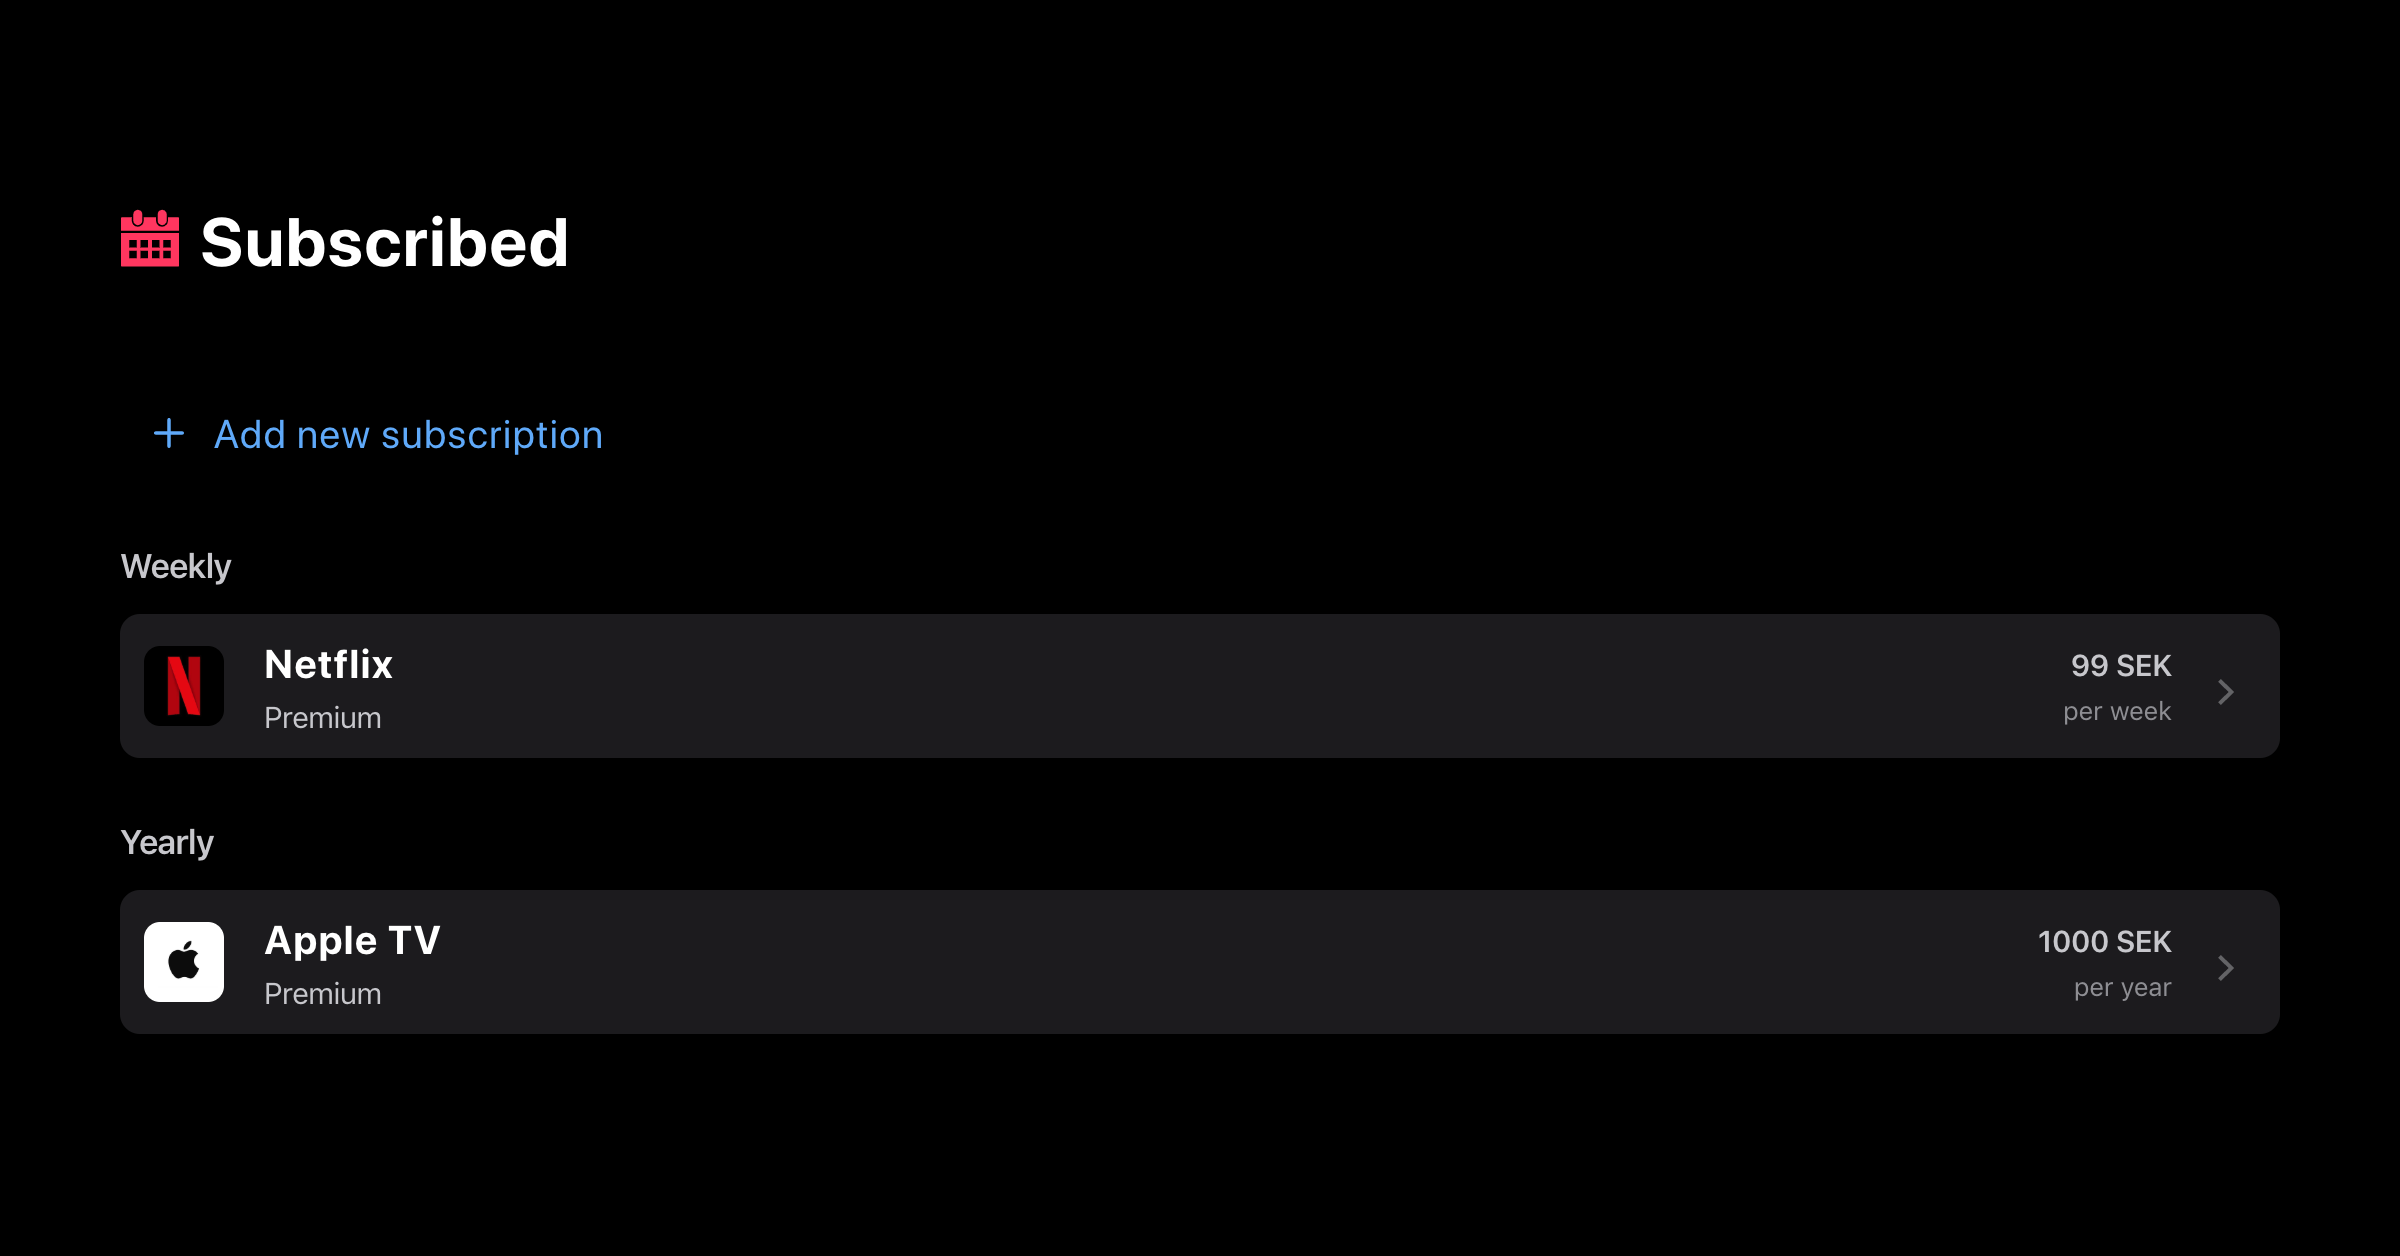 Subscribed
+ Add new subscription
Weekly
N
Netflix
Premium
99 SEK
per week
Yearly
Apple TV
Premium
1000 SEK
per year